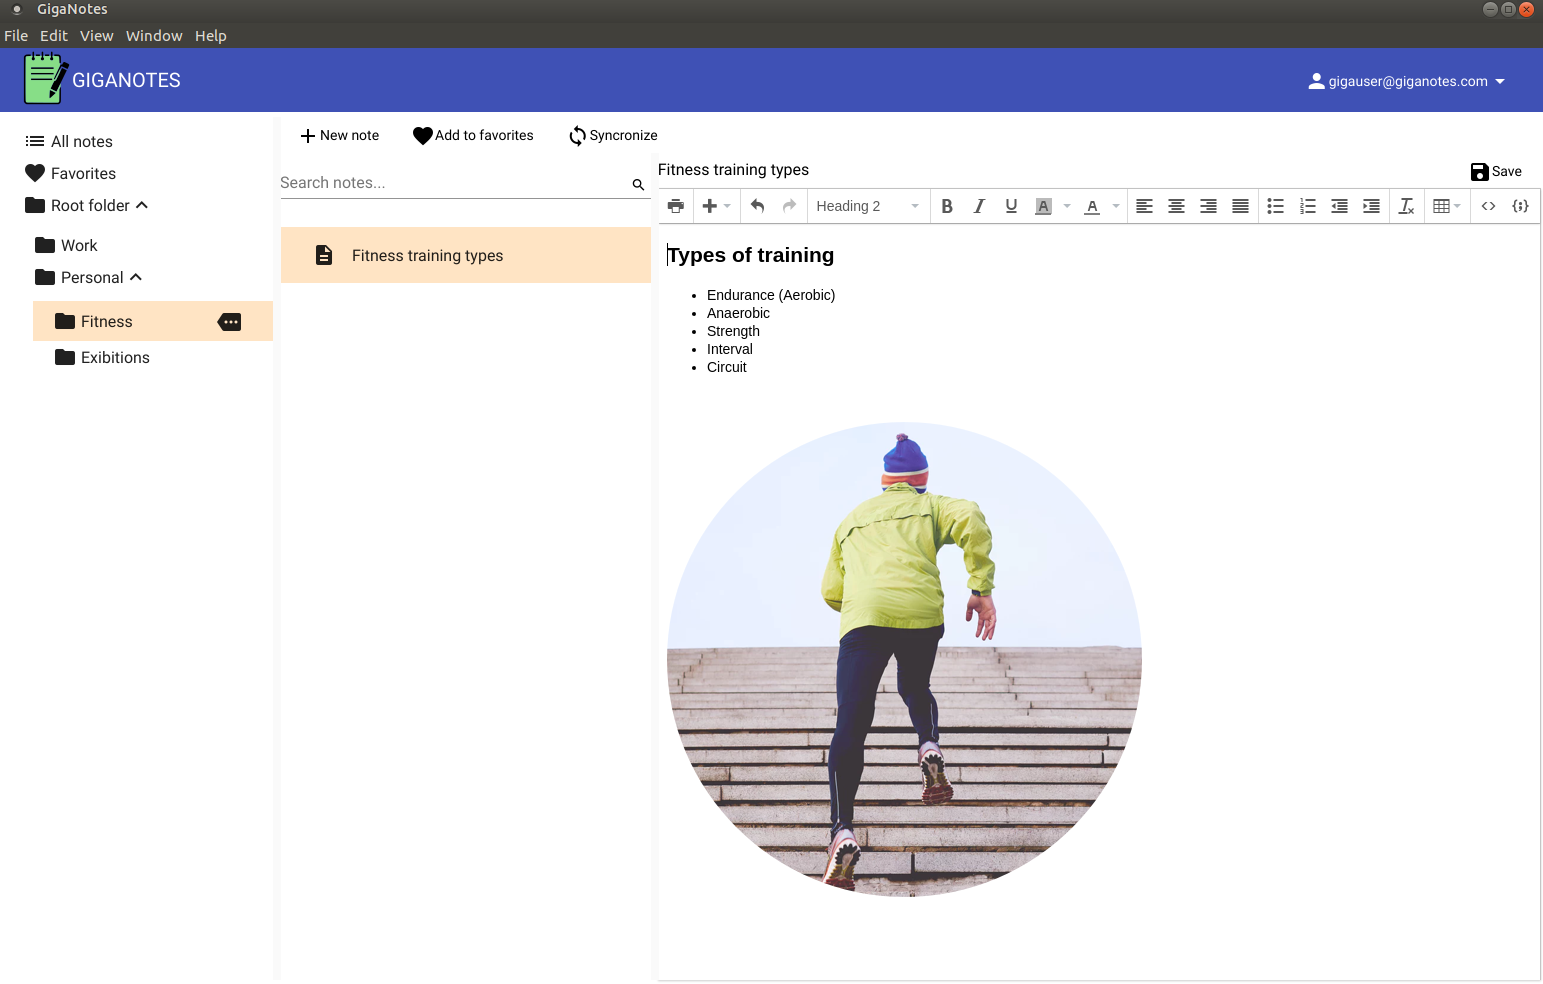 GigaNotes
File Edit View Window Help
GIGANOTES
gigauser@giganotes.com
All notes
Favorites
Root folder
Work
Personal
Fitness
Exibitions
New note Add to favorites Syncronize
Search notes...
Fitness training types
Fitness training types
Save
Heading 2
B I U A A
Types of training
Endurance (Aerobic)
Anaerobic
Strength
Interval
Circuit